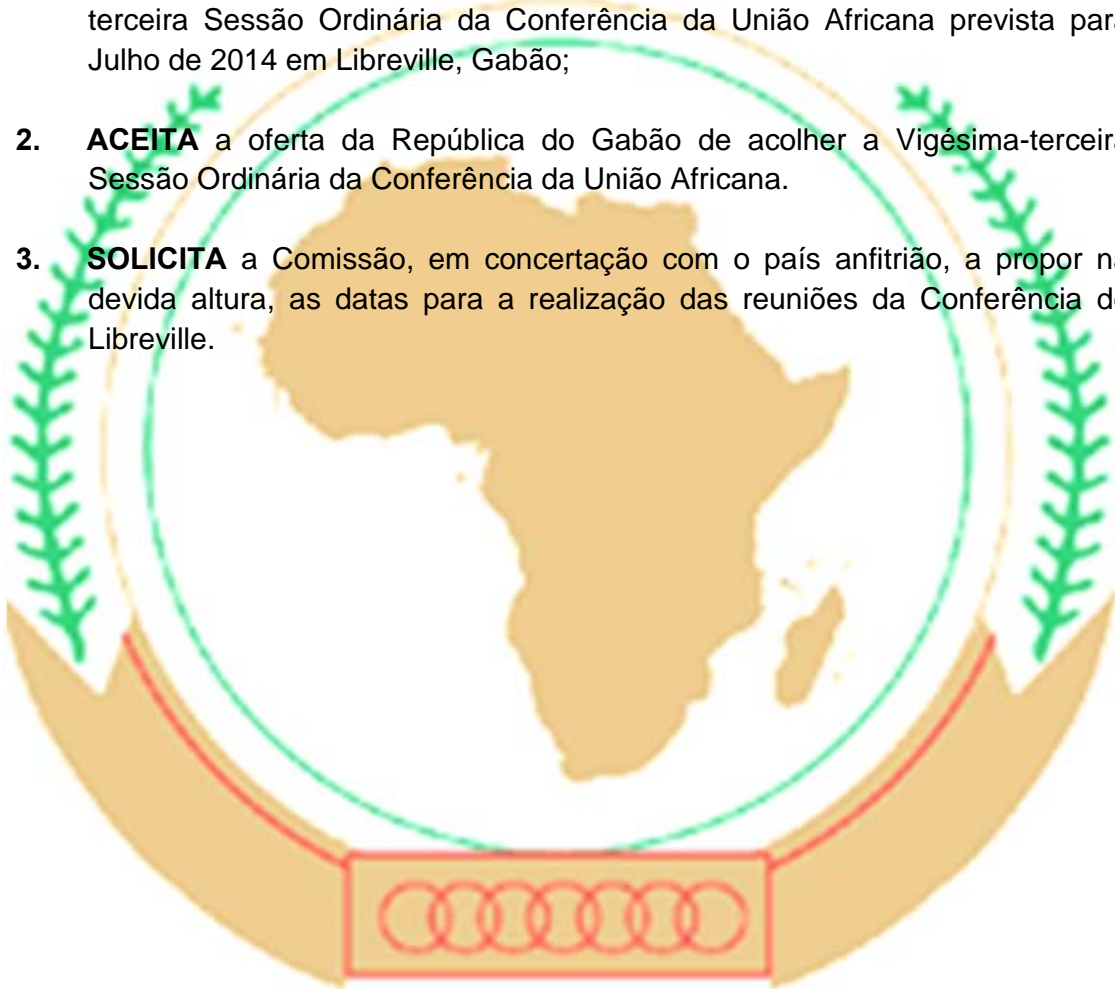 terceira Sessão Ordinária da Conferência da União Africana prevista para
Julho de 2014 em Libreville, Gabão;
2. ACEITA a oferta da República do Gabão de acolher a Vigésima-terceira
Sessão Ordinária da Conferência da União Africana.
3. SOLICITA a Comissão, em concertação com o país anfitrião, a propor na
devida altura, as datas para a realização das reuniões da Conferência de
Libreville.